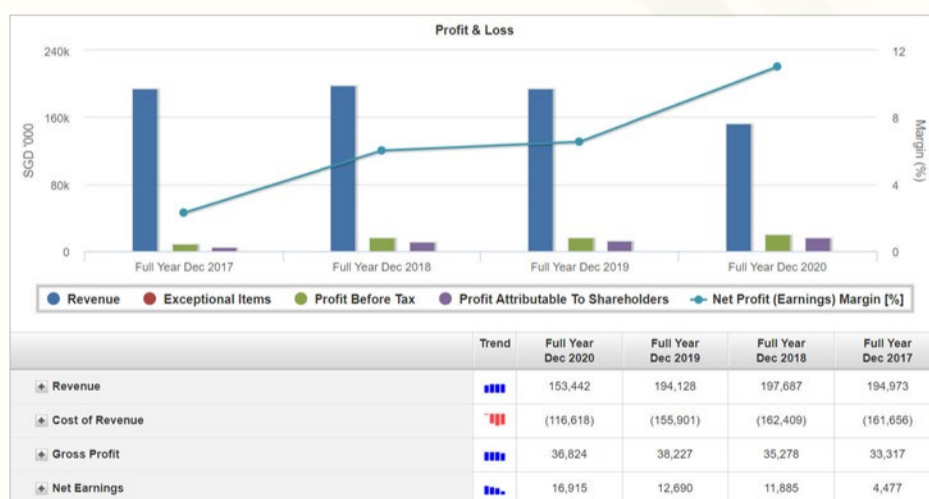 Profit & Loss
240k
160k
80k
0
SGD '000
12
8
4
0
Margin (%)
Full Year Dec 2017 Full Year Dec 2018 Full Year Dec 2019 Full Year Dec 2020
Revenue Exceptional Items Profit Before Tax Profit Attributable To Shareholders Net Profit (Earnings) Margin [%]
Trend Full Year Dec 2020 Full Year Dec 2019 Full Year Dec 2018 Full Year Dec 2017
Revenue 153,442 194,128 197,687 194,973
Cost of Revenue (116,618) (155,901) (162,409) (161,656)
Gross Profit 36,824 38,227 35,278 33,317
Net Earnings 16,915 12,690 11,885 4,477